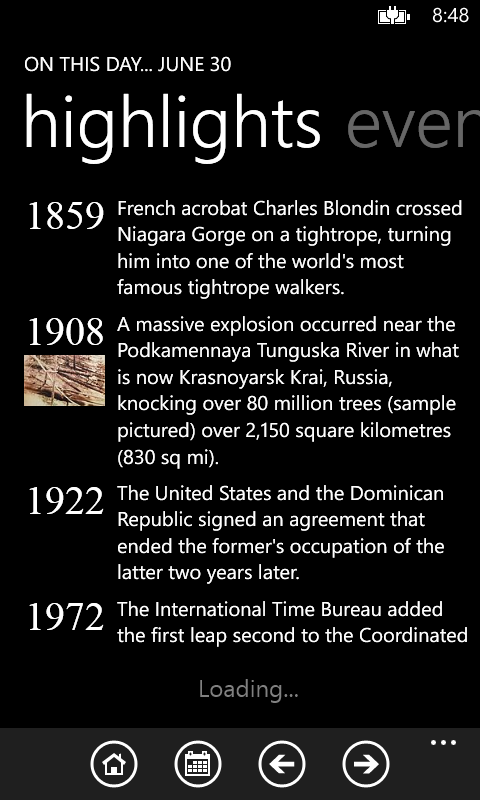 8:48
ON THIS DAY... JUNE 30
highlights even
1859
French acrobat Charles Blondin crossed
Niagara Gorge on a tightrope, turning
him into one of the world's most
famous tightrope walkers.
1908
A massive explosion occurred near the
Podkamennaya Tunguska River in what
is now Krasnoyarsk Krai, Russia,
knocking over 80 million trees (sample
pictured) over 2,150 square kilometres
(830 sq mi).
1922
The United States and the Dominican
Republic signed an agreement that
ended the former's occupation of the
latter two years later.
1972
The International Time Bureau added
the first leap second to the Coordinated
Loading...